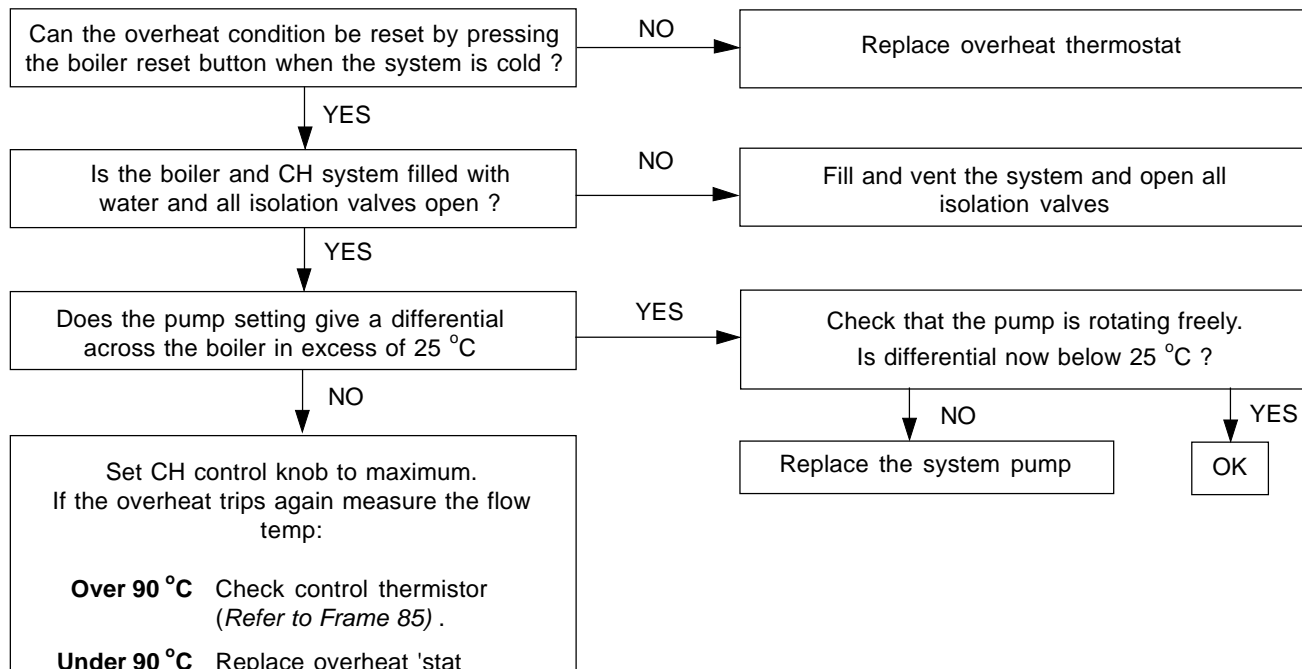 Can the overheat condition be reset by pressing
the boiler reset button when the system is cold ?
NO
Replace overheat thermostat
YES
Is the boiler and CH system filled with
water and all isolation valves open ?
NO
Fill and vent the system and open all
isolation valves
YES
Does the pump setting give a differential
across the boiler in excess of 25 °C
YES
Check that the pump is rotating freely.
Is differential now below 25 °C ?
NO
NO
YES
Replace the system pump
OK
Set CH control knob to maximum.
If the overheat trips again measure the flow
temp:
Over 90 °C Check control thermistor
(Refer to Frame 85) .
Under 90 °C Replace overheat 'stat